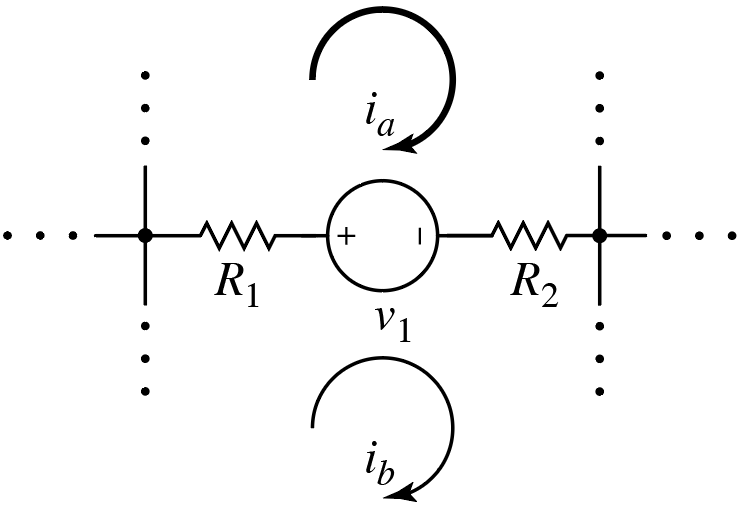 i_a
+ −
R_1 R_2
v_1
i_b